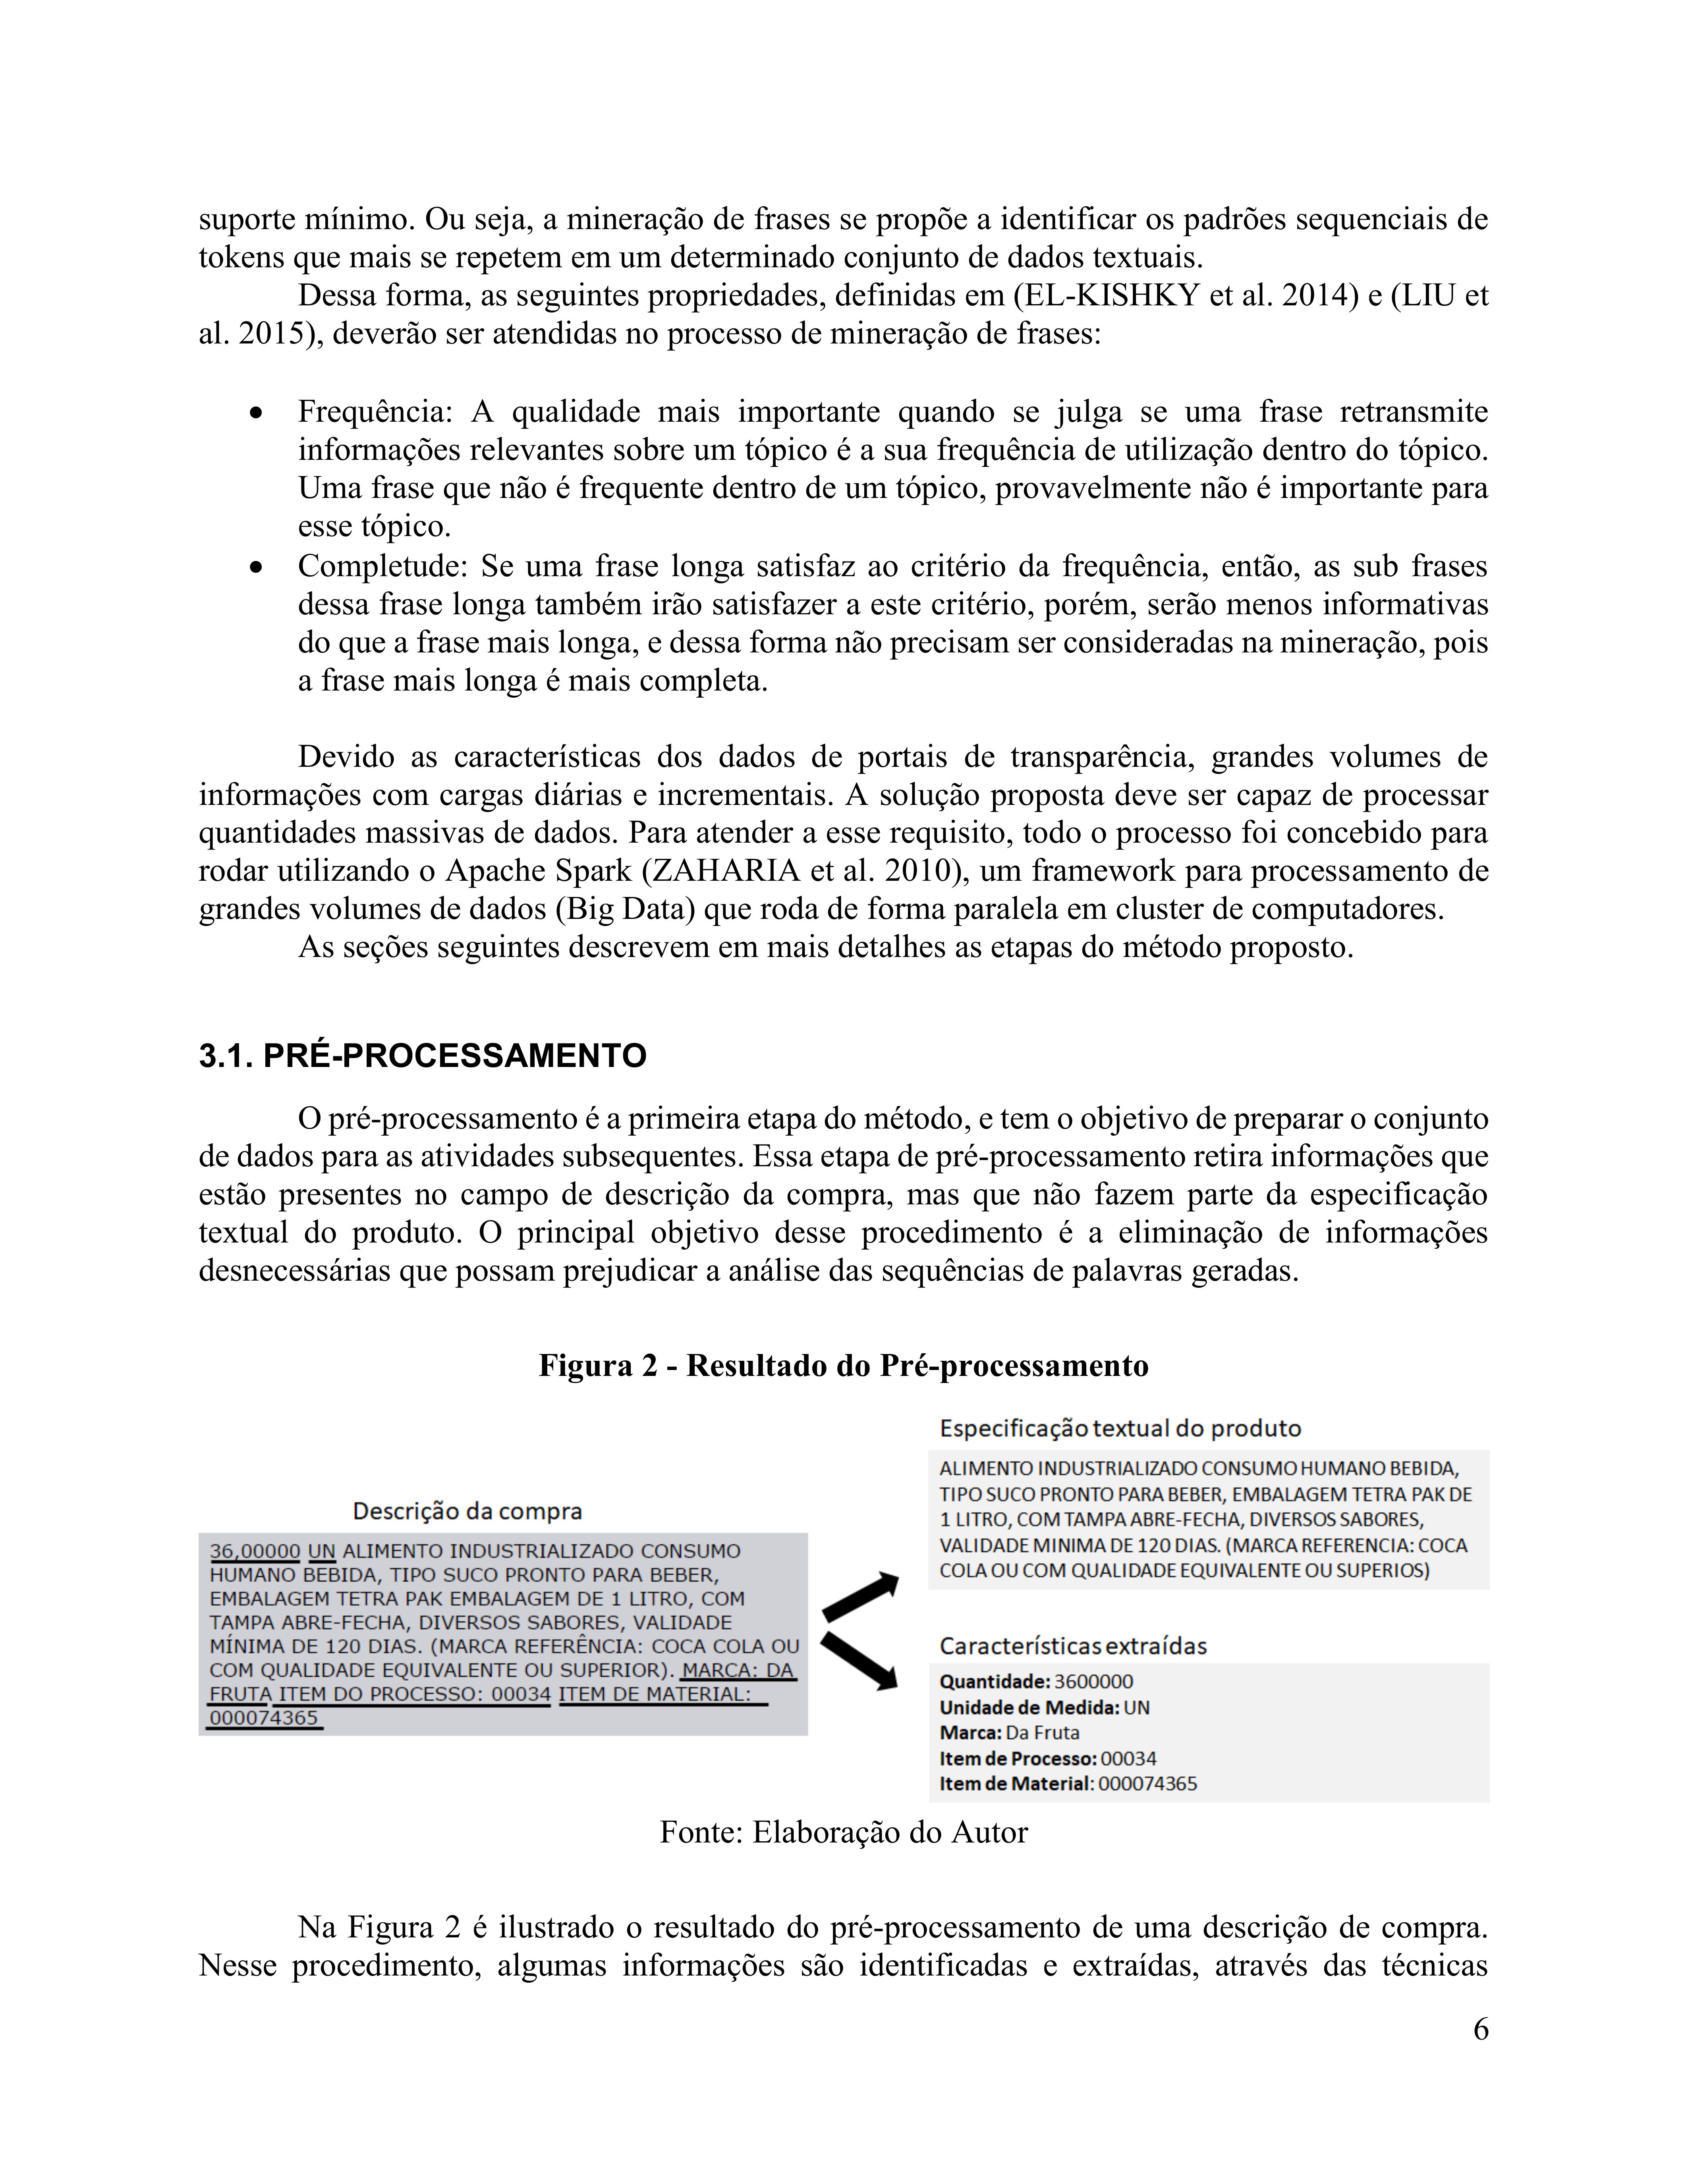 suporte mínimo. Ou seja, a mineração de frases se propõe a identificar os padrões sequenciais de
tokens que mais se repetem em um determinado conjunto de dados textuais.
Dessa forma, as seguintes propriedades, definidas em (EL-KISHKY et al. 2014) e (LIU et
al. 2015), deverão ser atendidas no processo de mineração de frases:
• Frequência: A qualidade mais importante quando se julga se uma frase retransmite
informações relevantes sobre um tópico é a sua frequência de utilização dentro do tópico.
Uma frase que não é frequente dentro de um tópico, provavelmente não é importante para
esse tópico.
• Completude: Se uma frase longa satisfaz ao critério da frequência, então, as sub frases
dessa frase longa também irão satisfazer a este critério, porém, serão menos informativas
do que a frase mais longa, e dessa forma não precisam ser consideradas na mineração, pois
a frase mais longa é mais completa.
Devido as características dos dados de portais de transparência, grandes volumes de
informações com cargas diárias e incrementais. A solução proposta deve ser capaz de processar
quantidades massivas de dados. Para atender a esse requisito, todo o processo foi concebido para
rodar utilizando o Apache Spark (ZAHARIA et al. 2010), um framework para processamento de
grandes volumes de dados (Big Data) que roda de forma paralela em cluster de computadores.
As seções seguintes descrevem em mais detalhes as etapas do método proposto.
3.1. PRÉ-PROCESSAMENTO
O pré-processamento é a primeira etapa do método, e tem o objetivo de preparar o conjunto
de dados para as atividades subsequentes. Essa etapa de pré-processamento retira informações que
estão presentes no campo de descrição da compra, mas que não fazem parte da especificação
textual do produto. O principal objetivo desse procedimento é a eliminação de informações
desnecessárias que possam prejudicar a análise das sequências de palavras geradas.
Figura 2 - Resultado do Pré-processamento
Descrição da compra
36,00000 UN ALIMENTO INDUSTRIALIZADO CONSUMO
HUMANO BEBIDA, TIPO SUCO PRONTO PARA BEBER,
EMBALAGEM TETRA PAK EMBALAGEM DE 1 LITRO, COM
TAMPA ABRE-FECHA, DIVERSOS SABORES, VALIDADE
MÍNIMA DE 120 DIAS. (MARCA REFERÊNCIA: COCA COLA OU
COM QUALIDADE EQUIVALENTE OU SUPERIOR). MARCA: DA
FRUTA ITEM DO PROCESSO: 00034 ITEM DE MATERIAL:
000074365
Especificação textual do produto
ALIMENTO INDUSTRIALIZADO CONSUMO HUMANO BEBIDA,
TIPO SUCO PRONTO PARA BEBER, EMBALAGEM TETRA PAK DE
1 LITRO, COM TAMPA ABRE-FECHA, DIVERSOS SABORES,
VALIDADE MINIMA DE 120 DIAS. (MARCA REFERENCIA: COCA
COLA OU COM QUALIDADE EQUIVALENTE OU SUPERIOS)
Características extraídas
Quantidade: 3600000
Unidade de Medida: UN
Marca: Da Fruta
Item de Processo: 00034
Item de Material: 000074365
Fonte: Elaboração do Autor
Na Figura 2 é ilustrado o resultado do pré-processamento de uma descrição de compra.
Nesse procedimento, algumas informações são identificadas e extraídas, através das técnicas
6